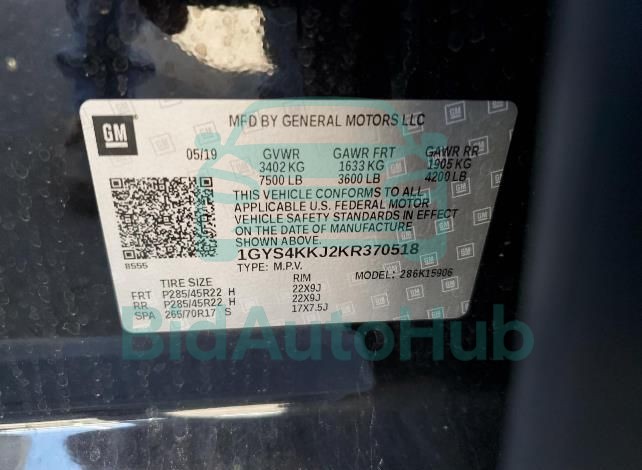 GM
MFD BY GENERAL MOTORS LLC
05/19 GVWR GAWR FRT GAWR RR
3402 KG 1633 KG 1905 KG
7500 LB 3600 LB 4200 LB
THIS VEHICLE CONFORMS TO ALL
APPLICABLE U.S. FEDERAL MOTOR
VEHICLE SAFETY STANDARDS IN EFFECT
ON THE DATE OF MANUFACTURE
SHOWN ABOVE.
1GYS4KKJ2KR370518
8555
TYPE: M.P.V. MODEL: 286K15906
TIRE SIZE RIM
FRT P285/45R22 H 22X9J
RR P285/45R22 H 22X9J
SPA 265/70R17 S 17X7.5J
BidAutoHub